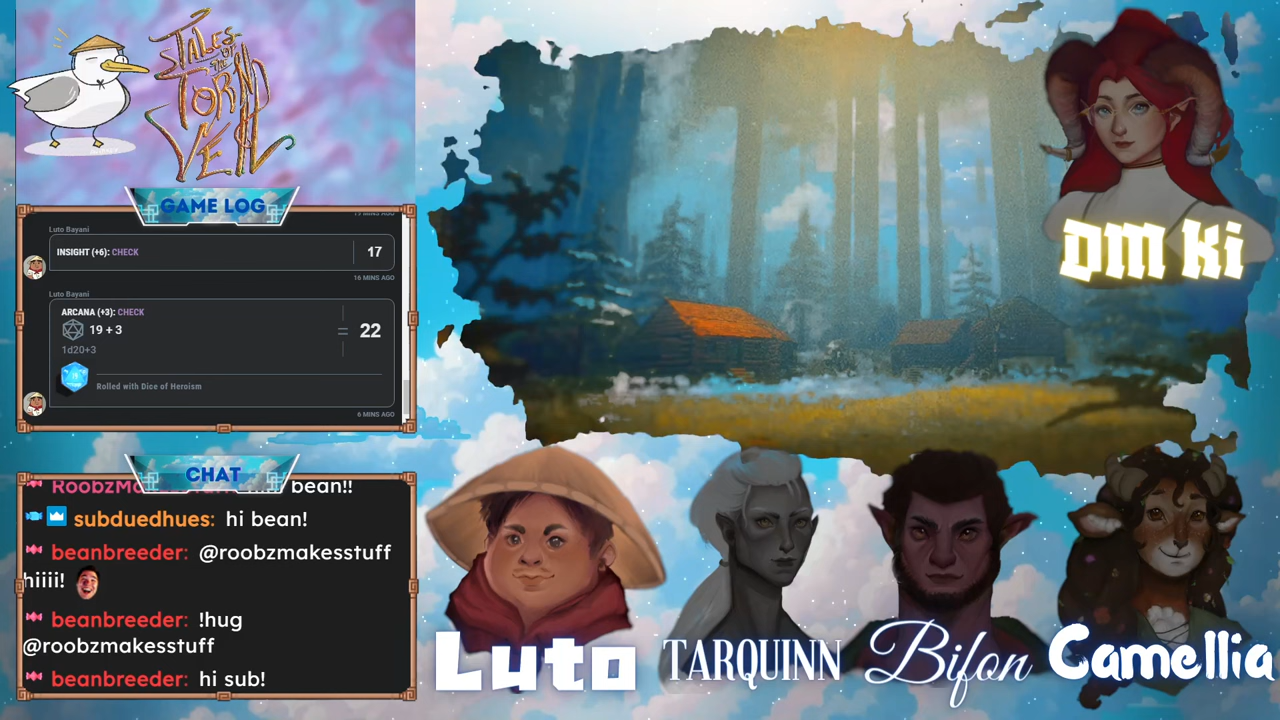 TALES
OF THE
TORN
VEIL
GAME LOG
Luto Bayani
INSIGHT (+6): CHECK
17
16 MINS AGO
Luto Bayani
ARCANA (+3): CHECK
19 + 3
= 22
1d20+3
Rolled with Dice of Heroism
6 MINS AGO
CHAT
bean!!
subduedhues: hi bean!
beanbreeder: @roobzmakesstuff
hiiii!
beanbreeder: !hug
@roobzmakesstuff
beanbreeder: hi sub!
DM Ki
Luto
TARQUINN
Bifon
Camellia